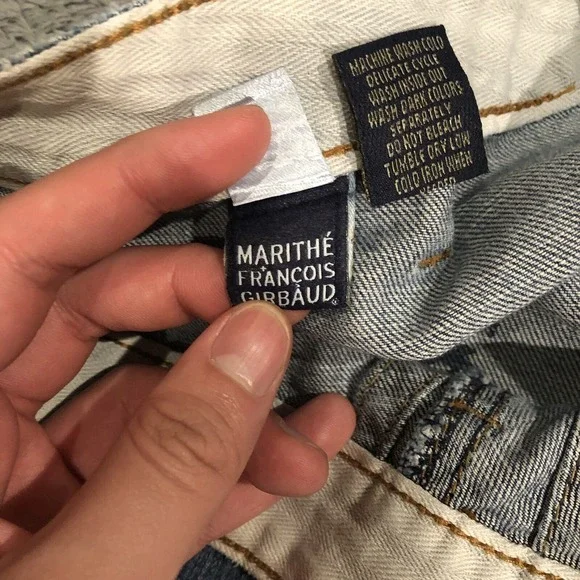 MACHINE WASH COLD
DELICATE CYCLE
WASH INSIDE OUT
WASH DARK COLORS
SEPARATELY
DO NOT BLEACH
TUMBLE DRY LOW
COLD IRON WHEN
MARITHÉ
+
FRANCOIS
GIRBAUD®